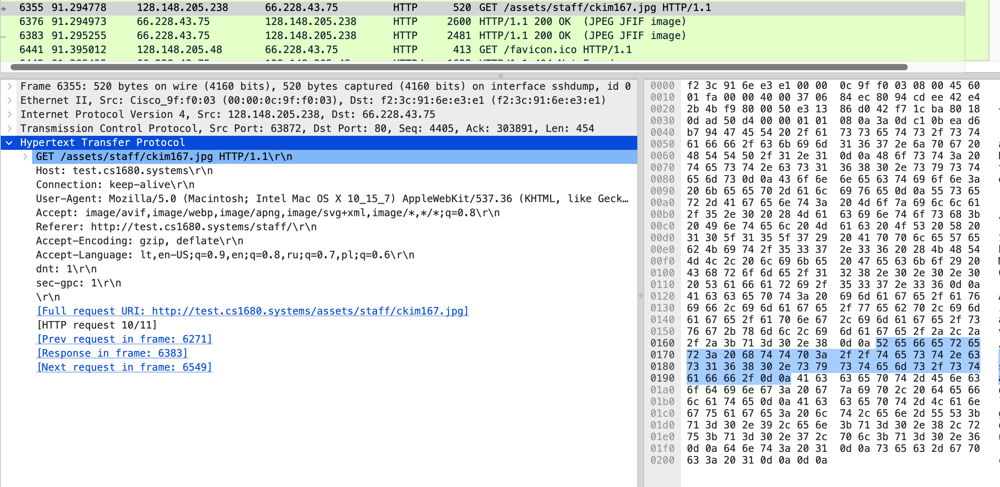 6355 91.294778 128.148.205.238 66.228.43.75 HTTP 520 GET /assets/staff/ckim167.jpg HTTP/1.1
6376 91.294973 66.228.43.75 128.148.205.238 HTTP 2600 HTTP/1.1 200 OK (JPEG JFIF image)
6383 91.295255 66.228.43.75 128.148.205.238 HTTP 2481 HTTP/1.1 200 OK (JPEG JFIF image)
6441 91.395012 128.148.205.48 66.228.43.75 HTTP 413 GET /favicon.ico HTTP/1.1
Frame 6355: 520 bytes on wire (4160 bits), 520 bytes captured (4160 bits) on interface sshdump, id 0
Ethernet II, Src: Cisco_9f:f0:03 (00:00:0c:9f:f0:03), Dst: f2:3c:91:6e:e3:e1 (f2:3c:91:6e:e3:e1)
Internet Protocol Version 4, Src: 128.148.205.238, Dst: 66.228.43.75
Transmission Control Protocol, Src Port: 63872, Dst Port: 80, Seq: 4405, Ack: 303891, Len: 454
Hypertext Transfer Protocol
GET /assets/staff/ckim167.jpg HTTP/1.1\r\n
Host: test.cs1680.systems\r\n
Connection: keep-alive\r\n
User-Agent: Mozilla/5.0 (Macintosh; Intel Mac OS X 10_15_7) AppleWebKit/537.36 (KHTML, like Geck…
Accept: image/avif,image/webp,image/apng,image/svg+xml,image/*,*/*;q=0.8\r\n
Referer: http://test.cs1680.systems/staff/\r\n
Accept-Encoding: gzip, deflate\r\n
Accept-Language: lt,en-US;q=0.9,en;q=0.8,ru;q=0.7,pl;q=0.6\r\n
dnt: 1\r\n
sec-gpc: 1\r\n
\r\n
[Full request URI: http://test.cs1680.systems/assets/staff/ckim167.jpg]
[HTTP request 10/11]
[Prev request in frame: 6271]
[Response in frame: 6383]
[Next request in frame: 6549]
0000 f2 3c 91 6e e3 e1 00 00 0c 9f f0 03 08 00 45 60
0010 01 fa 00 00 40 00 37 06 84 ec 80 94 cd ee 42 e4
0020 2b 4b f9 80 00 50 e3 13 86 d0 42 f7 1c ba 80 18
0030 0d ad 50 d4 00 00 01 01 08 0a 3a 0d c1 0b ea d6
0040 b7 94 47 45 54 20 2f 61 73 73 65 74 73 2f 73 74
0050 61 66 66 2f 63 6b 69 6d 31 36 37 2e 6a 70 67 20
0060 48 54 54 50 2f 31 2e 31 0d 0a 48 6f 73 74 3a 20
0070 74 65 73 74 2e 63 73 31 36 38 30 2e 73 79 73 74
0080 65 6d 73 0d 0a 43 6f 6e 6e 65 63 74 69 6f 6e 3a
0090 20 6b 65 65 70 2d 61 6c 69 76 65 0d 0a 55 73 65
00a0 72 2d 41 67 65 6e 74 3a 20 4d 6f 7a 69 6c 6c 61
00b0 2f 35 2e 30 20 28 4d 61 63 69 6e 74 6f 73 68 3b
00c0 20 49 6e 74 65 6c 20 4d 61 63 20 4f 53 20 58 20
00d0 31 30 5f 31 35 5f 37 29 20 41 70 70 6c 65 57 65
00e0 62 4b 69 74 2f 35 33 37 2e 33 36 20 28 4b 48 54
00f0 4d 4c 2c 20 6c 69 6b 65 20 47 65 63 6b 6f 29 20
0100 43 68 72 6f 6d 65 2f 31 32 38 2e 30 2e 30 2e 30
0110 20 53 61 66 61 72 69 2f 35 33 37 2e 33 36 0d 0a
0120 41 63 63 65 70 74 3a 20 69 6d 61 67 65 2f 61 76
0130 69 66 2c 69 6d 61 67 65 2f 77 65 62 70 2c 69 6d
0140 61 67 65 2f 61 70 6e 67 2c 69 6d 61 67 65 2f 73
0150 76 67 2b 78 6d 6c 2c 69 6d 61 67 65 2f 2a 2c 2a
0160 2f 2a 3b 71 3d 30 2e 38 0d 0a 52 65 66 65 72 65
0170 72 3a 20 68 74 74 70 3a 2f 2f 74 65 73 74 2e 63
0180 73 31 36 38 30 2e 73 79 73 74 65 6d 73 2f 73 74
0190 61 66 66 2f 0d 0a 41 63 63 65 70 74 2d 45 6e 63
01a0 6f 64 69 6e 67 3a 20 67 7a 69 70 2c 20 64 65 66
01b0 6c 61 74 65 0d 0a 41 63 63 65 70 74 2d 4c 61 6e
01c0 67 75 61 67 65 3a 20 6c 74 2c 65 6e 2d 55 53 3b
01d0 71 3d 30 2e 39 2c 65 6e 3b 71 3d 30 2e 38 2c 72
01e0 75 3b 71 3d 30 2e 37 2c 70 6c 3b 71 3d 30 2e 36
01f0 0d 0a 64 6e 74 3a 20 31 0d 0a 73 65 63 2d 67 70
0200 63 3a 20 31 0d 0a 0d 0a